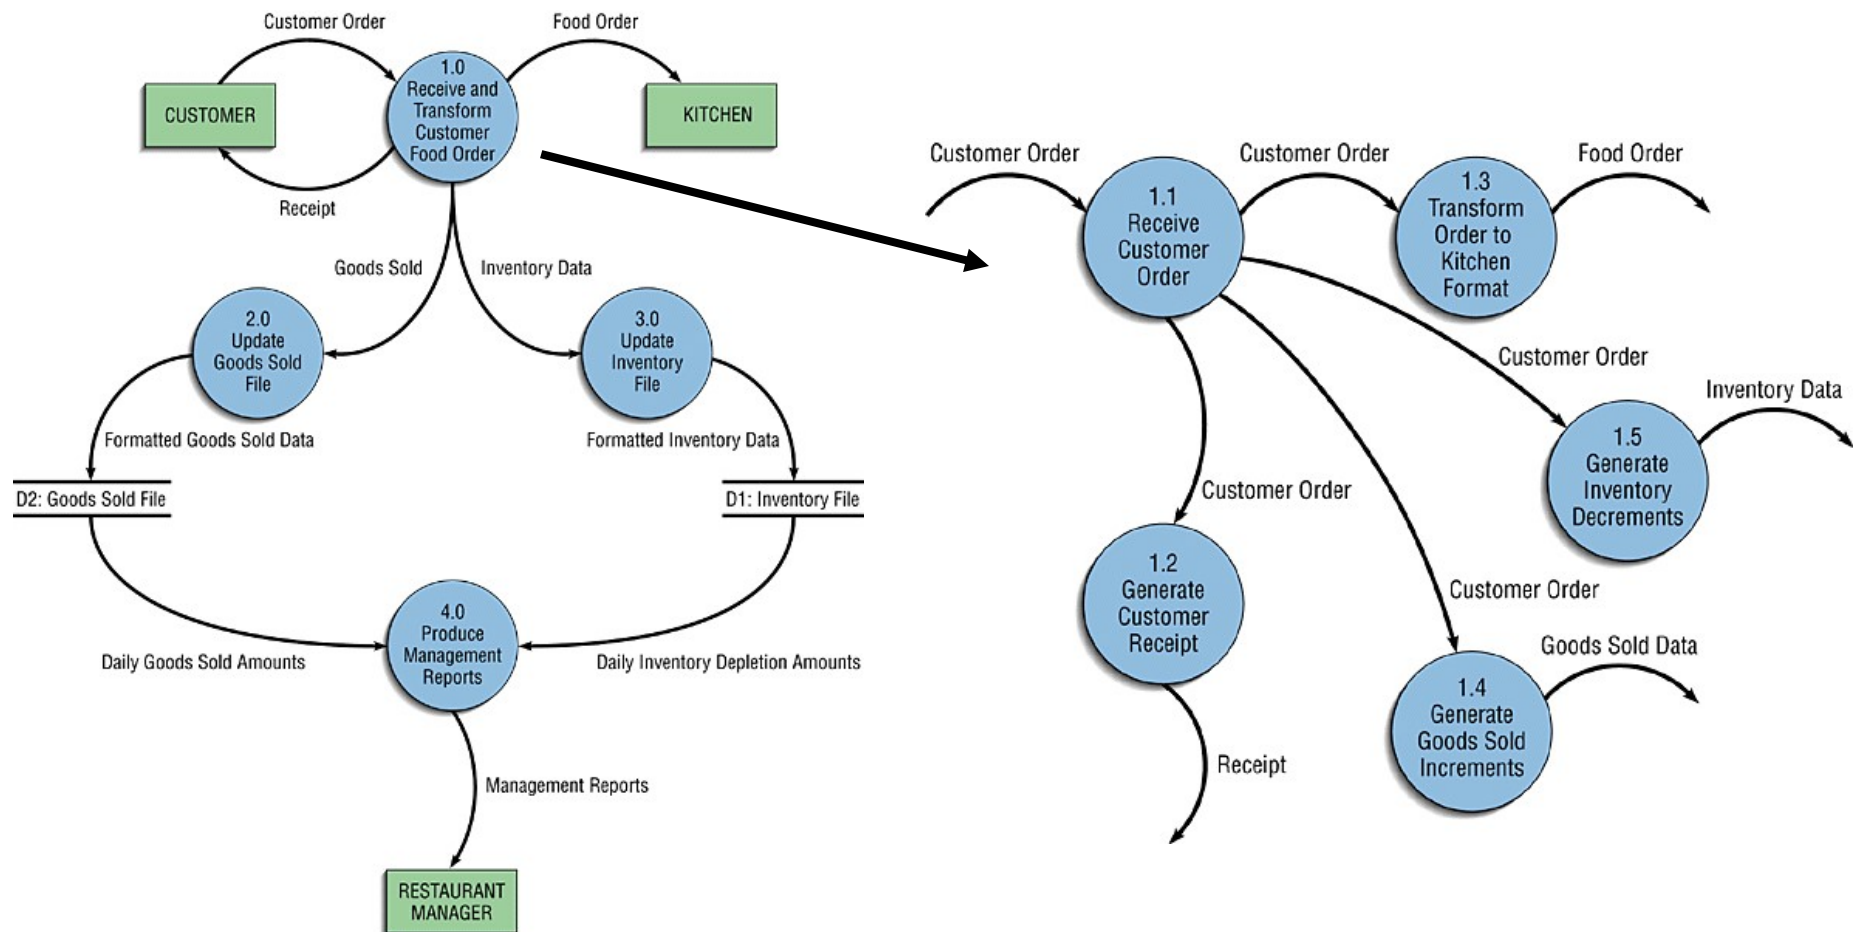 Customer Order
Food Order
CUSTOMER
1.0
Receive and
Transform
Customer
Food Order
KITCHEN
Receipt
Goods Sold
Inventory Data
2.0
Update
Goods Sold
File
3.0
Update
Inventory
File
Formatted Goods Sold Data
Formatted Inventory Data
D2: Goods Sold File
D1: Inventory File
4.0
Produce
Management
Reports
Daily Goods Sold Amounts
Daily Inventory Depletion Amounts
Management Reports
RESTAURANT
MANAGER
Customer Order
Customer Order
Food Order
1.1
Receive
Customer
Order
1.3
Transform
Order to
Kitchen
Format
Customer Order
Inventory Data
1.5
Generate
Inventory
Decrements
Customer Order
1.2
Generate
Customer
Receipt
Customer Order
Goods Sold Data
1.4
Generate
Goods Sold
Increments
Receipt